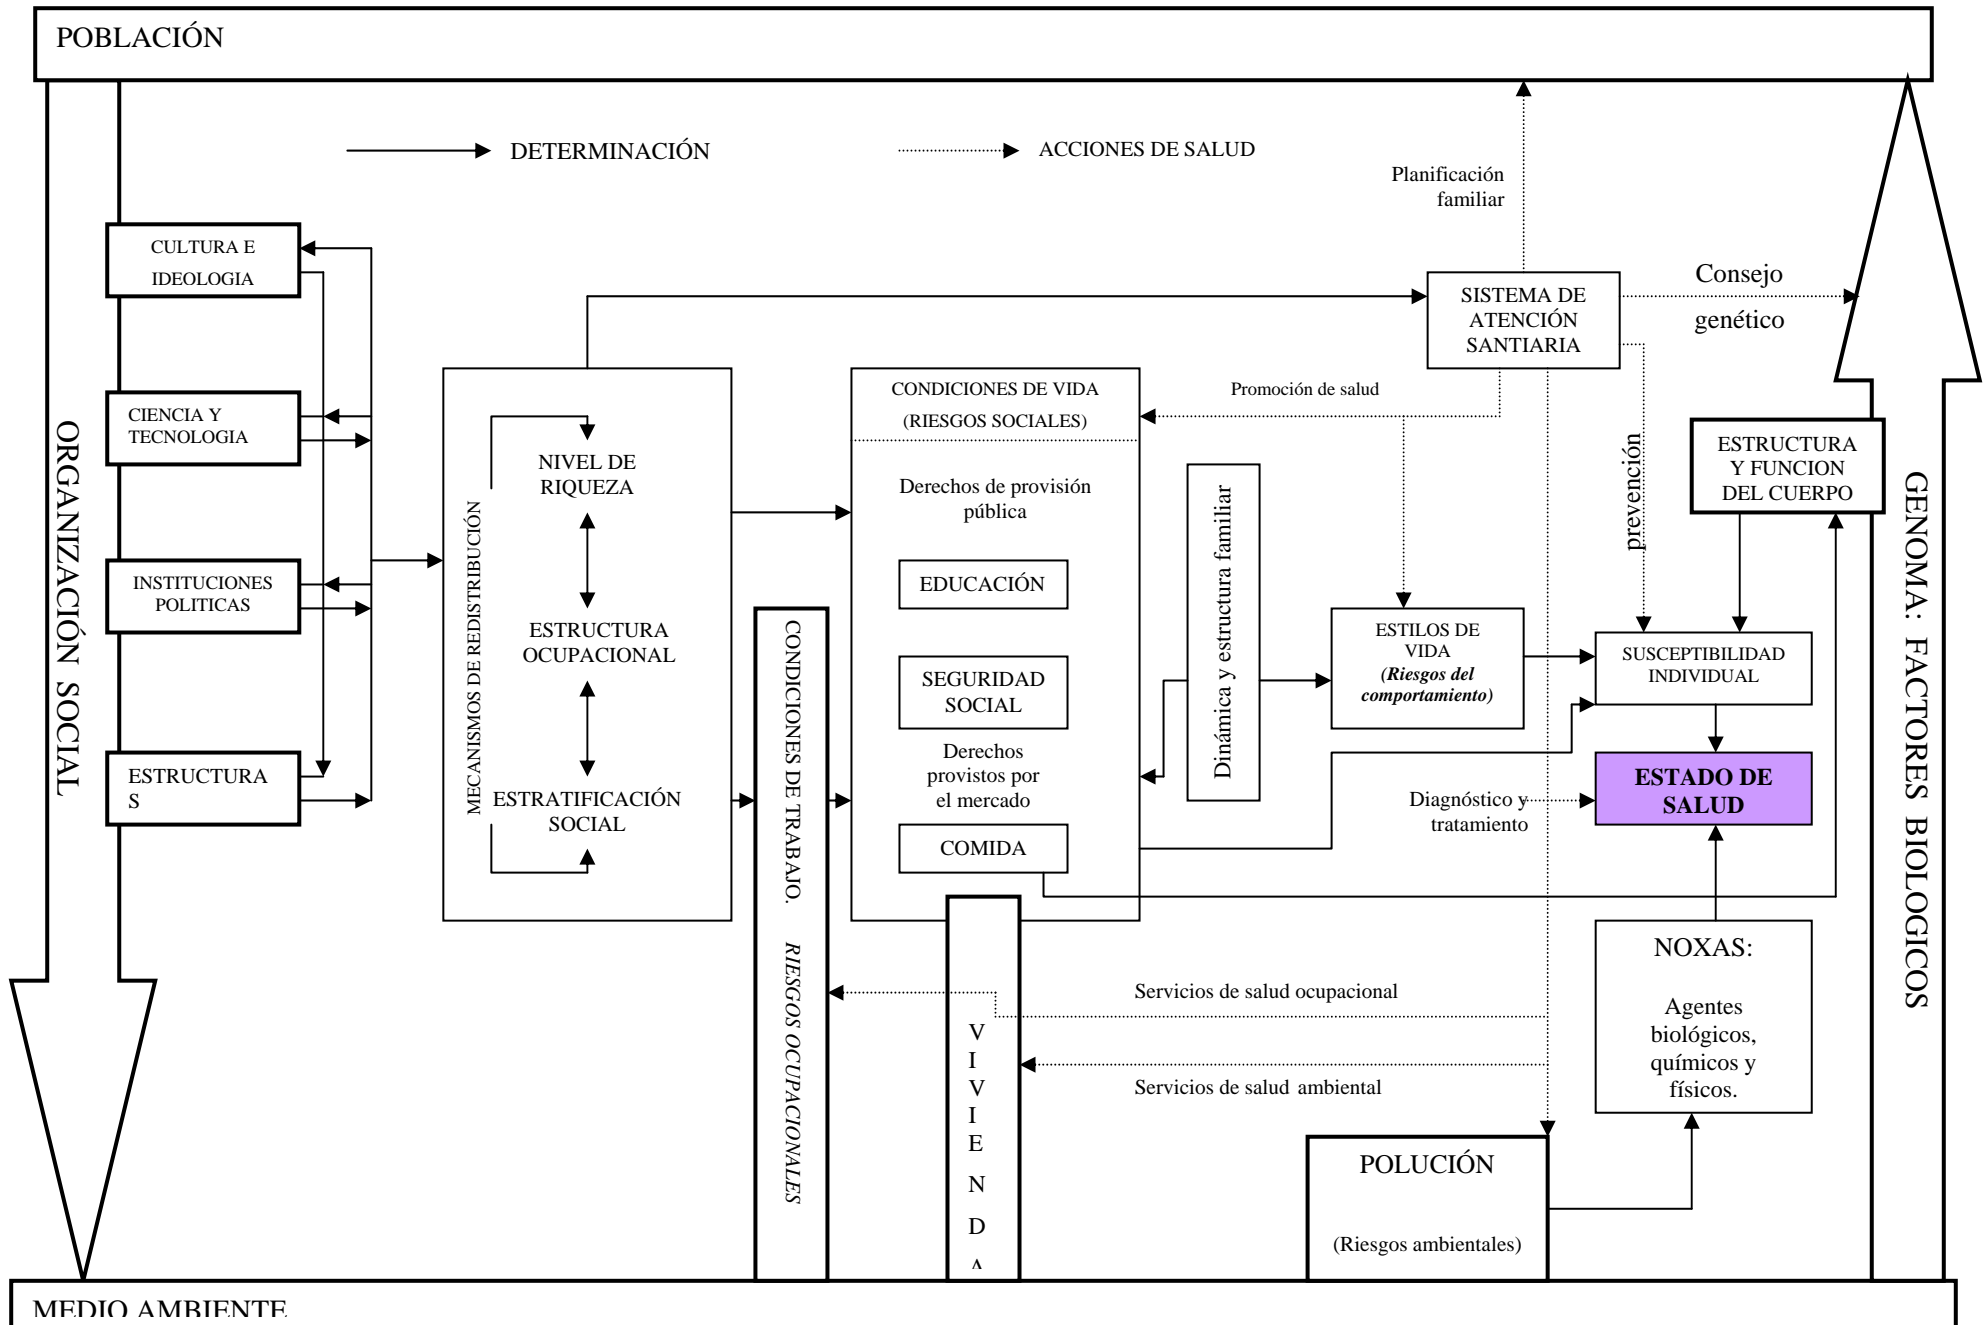 POBLACIÓN
DETERMINACIÓN
ACCIONES DE SALUD
Planificación
familiar
CULTURA E
IDEOLOGIA
SISTEMA DE
ATENCIÓN
SANTIARIA
Consejo
genético
CIENCIA Y
TECNOLOGIA
CONDICIONES DE VIDA
(RIESGOS SOCIALES)
Promoción de salud
prevención
ESTRUCTURA
Y FUNCION
DEL CUERPO
ORGANIZACIÓN SOCIAL
MECANISMOS DE REDISTRIBUCIÓN
NIVEL DE
RIQUEZA
Derechos de provisión
pública
Dinámica y estructura familiar
GENOMA: FACTORES BIOLOGICOS
INSTITUCIONES
POLITICAS
EDUCACIÓN
ESTRUCTURA
OCUPACIONAL
CONDICIONES DE TRABAJO. RIESGOS OCUPACIONALES
SEGURIDAD
SOCIAL
ESTILOS DE
VIDA
(Riesgos del
comportamiento)
SUSCEPTIBILIDAD
INDIVIDUAL
ESTRUCTURA
S
ESTRATIFICACIÓN
SOCIAL
Derechos
provistos por
el mercado
COMIDA
Diagnóstico y
tratamiento
ESTADO DE
SALUD
NOXAS:
Agentes
biológicos,
químicos y
físicos.
Servicios de salud ocupacional
Servicios de salud ambiental
V
I
V
I
E
N
D
A
POLUCIÓN
(Riesgos ambientales)
MEDIO AMBIENTE